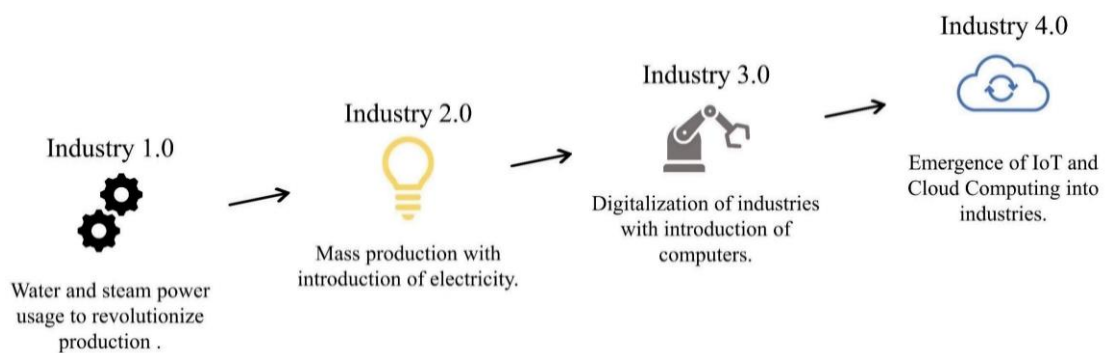 Industry 1.0
Water and steam power
usage to revolutionize
production .
Industry 2.0
Mass production with
introduction of electricity.
Industry 3.0
Digitalization of industries
with introduction of
computers.
Industry 4.0
Emergence of IoT and
Cloud Computing into
industries.